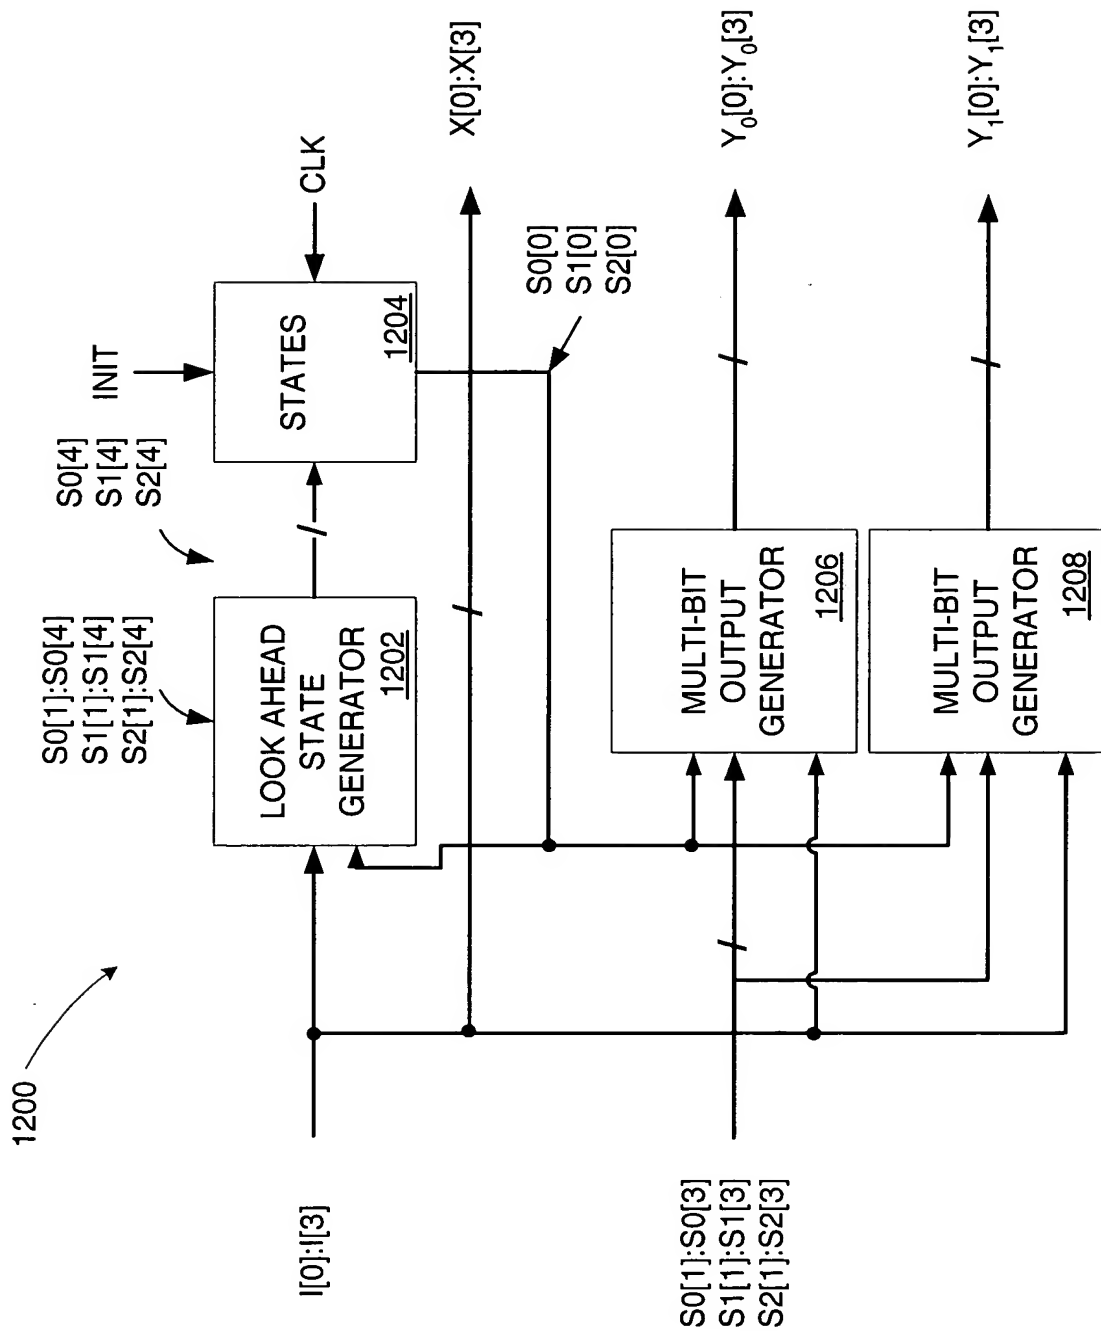 1200
S0[1]:S0[4]
S1[1]:S1[4]
S2[1]:S2[4]
S0[4]
S1[4]
S2[4]
INIT
I[0]:I[3]
LOOK AHEAD
STATE
GENERATOR
1202
STATES
1204
CLK
X[0]:X[3]
S0[0]
S1[0]
S2[0]
S0[1]:S0[3]
S1[1]:S1[3]
S2[1]:S2[3]
MULTI-BIT
OUTPUT
GENERATOR
1206
Y0[0]:Y0[3]
MULTI-BIT
OUTPUT
GENERATOR
1208
Y1[0]:Y1[3]